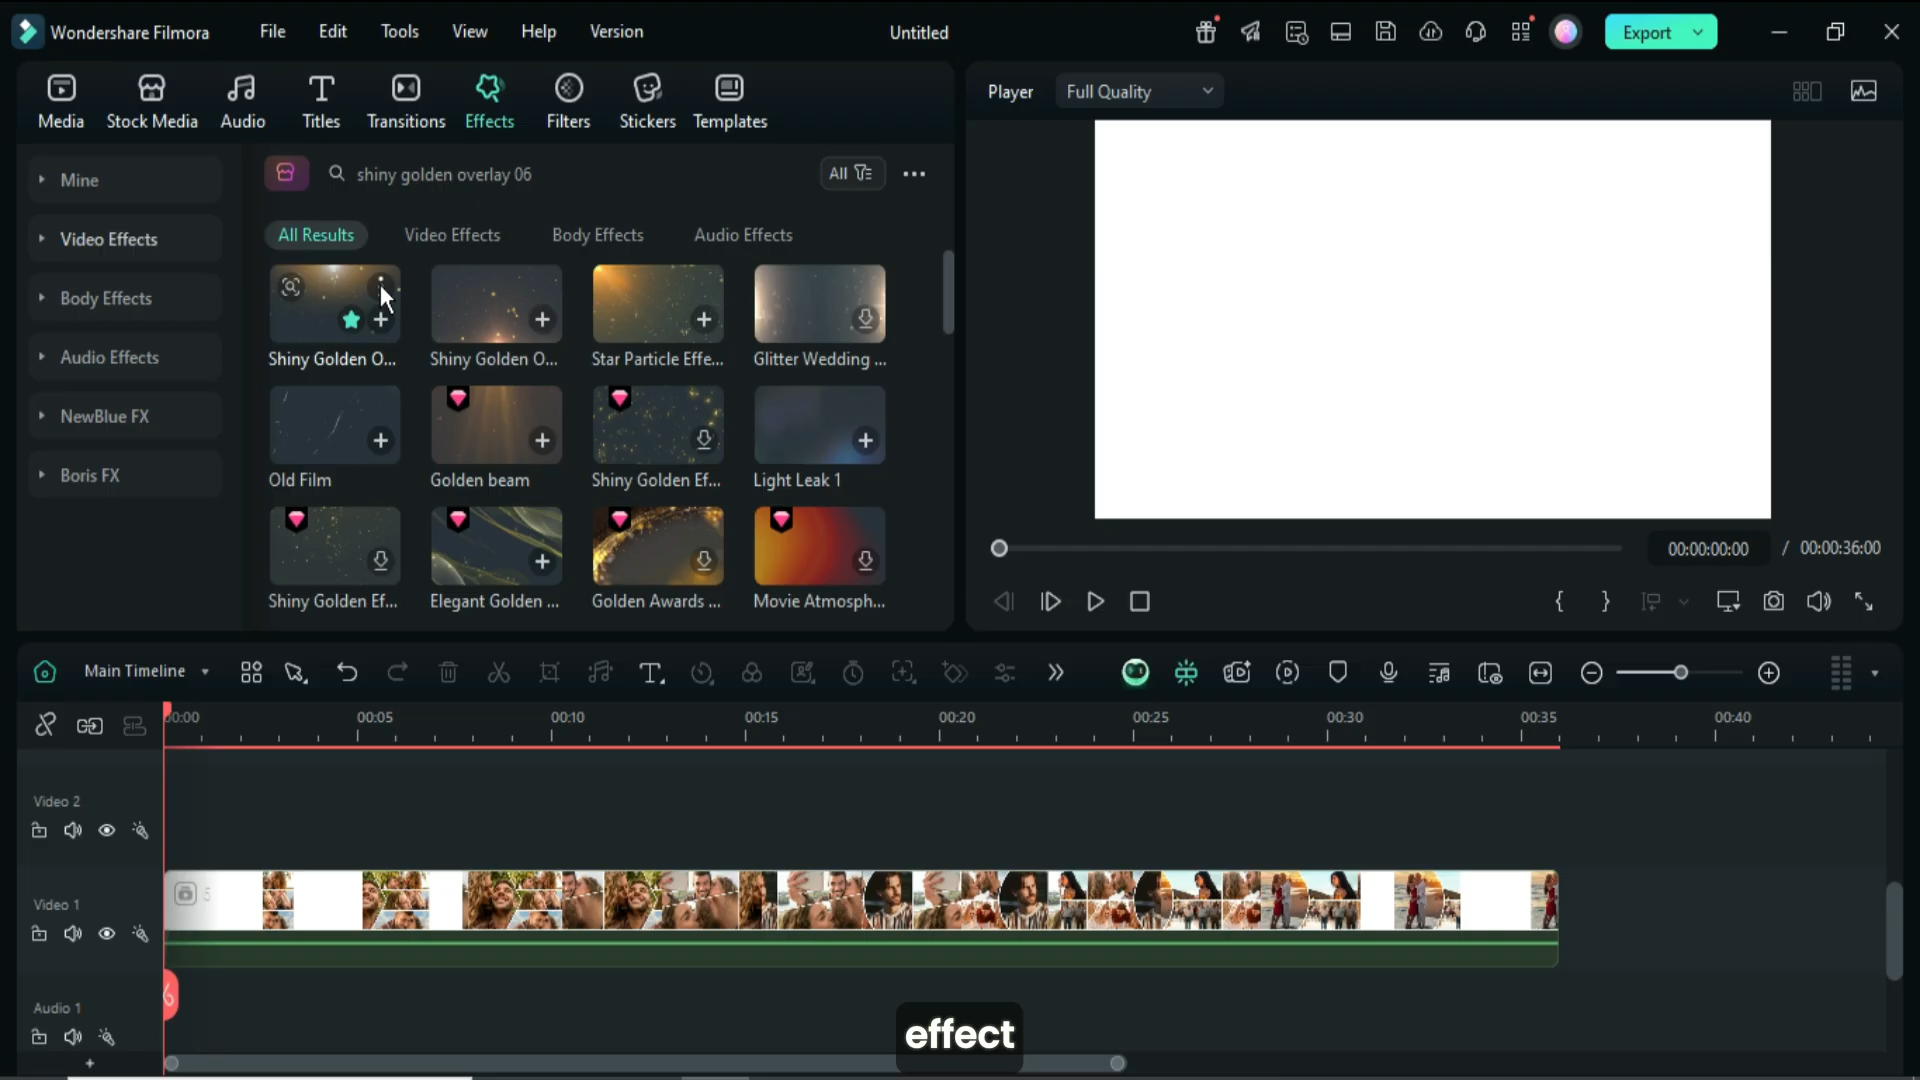 Wondershare Filmora
File
Edit
Tools
View
Help
Version
Untitled
Export
Media
Stock Media
Audio
Titles
Transitions
Effects
Filters
Stickers
Templates
Player
Full Quality
Mine
Video Effects
Body Effects
Audio Effects
NewBlue FX
Boris FX
shiny golden overlay 06
All
All Results
Video Effects
Body Effects
Audio Effects
Shiny Golden O...
Shiny Golden O...
Star Particle Effe...
Glitter Wedding ...
Old Film
Golden beam
Shiny Golden Ef...
Light Leak 1
Shiny Golden Ef...
Elegant Golden ...
Golden Awards ...
Movie Atmosph...
00:00:00:00 / 00:00:36:00
Main Timeline
00:00
00:05
00:10
00:15
00:20
00:25
00:30
00:35
00:40
Video 2
Video 1
5
Audio 1
effect